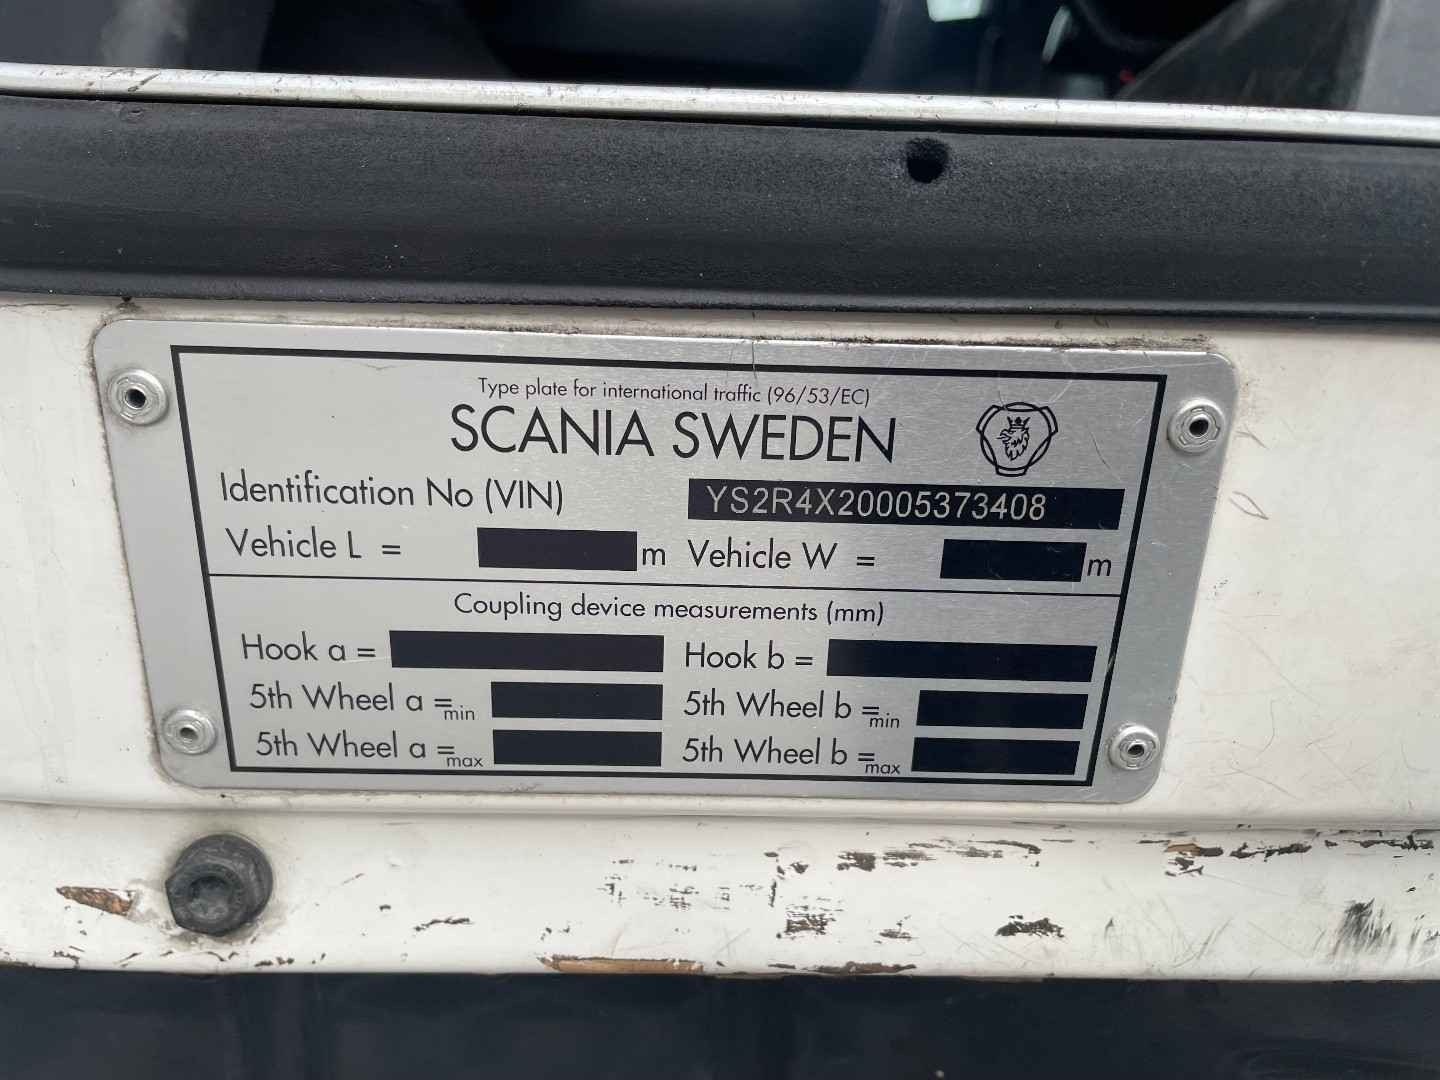 Type plate for international traffic (96/53/EC)
SCANIA SWEDEN
Identification No (VIN) YS2R4X20005373408
Vehicle L = m Vehicle W = m
Coupling device measurements (mm)
Hook a = Hook b =
5th Wheel a =min 5th Wheel b =min
5th Wheel a =max 5th Wheel b =max